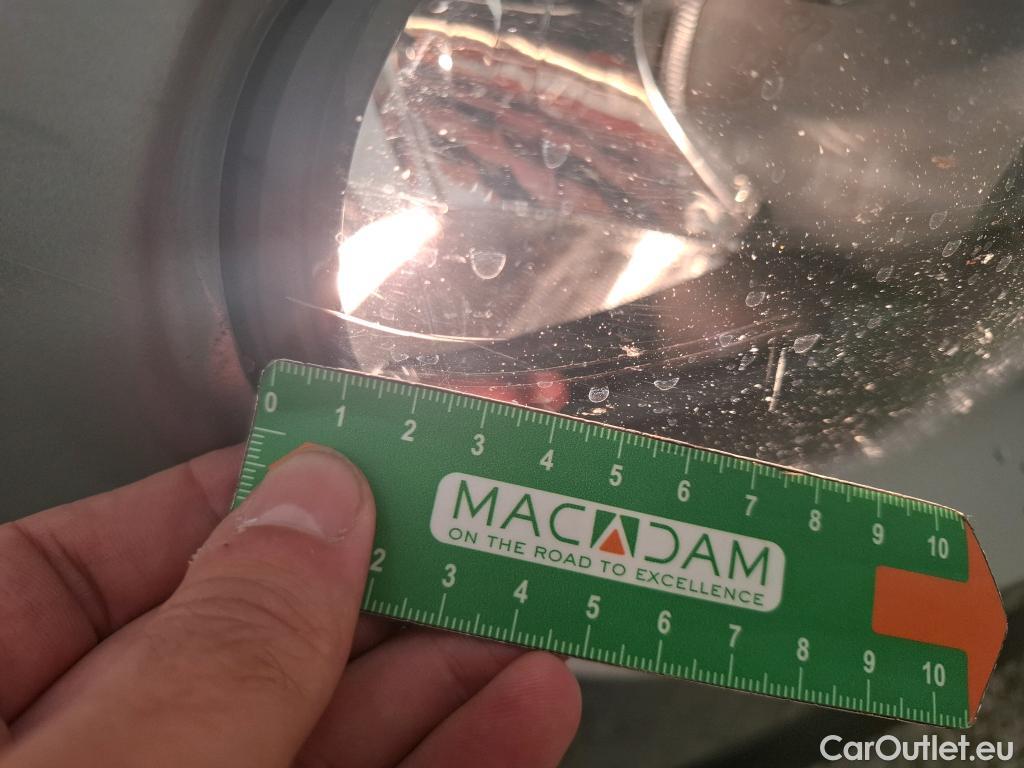 0 1 2 3 4 5 6 7 8 9 10
MACADAM
ON THE ROAD TO EXCELLENCE
2 3 4 5 6 7 8 9 10
CarOutlet.eu